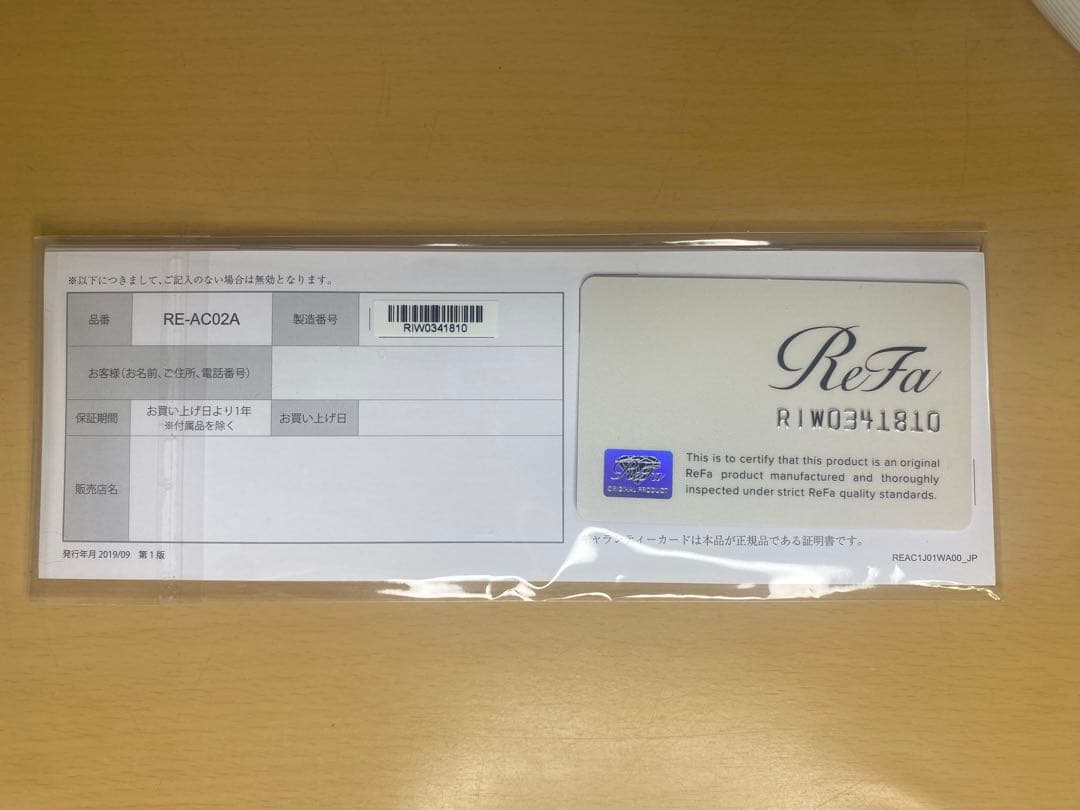 ※以下につきまして、ご記入のない場合は無効となります。
品番
RE-AC02A
製造番号
RIW0341810
お客様(お名前、ご住所、電話番号)
保証期間
お買い上げ日より1年
※付属品を除く
お買い上げ日
販売店名
発行年月 2019/09 第1版
ReFa
RIW0341810
ReFa
ORIGINAL PRODUCT
This is to certify that this product is an original
ReFa product manufactured and thoroughly
inspected under strict ReFa quality standards.
ギャランティーカードは本品が正規品である証明書です。
REAC1J01WA00_JP